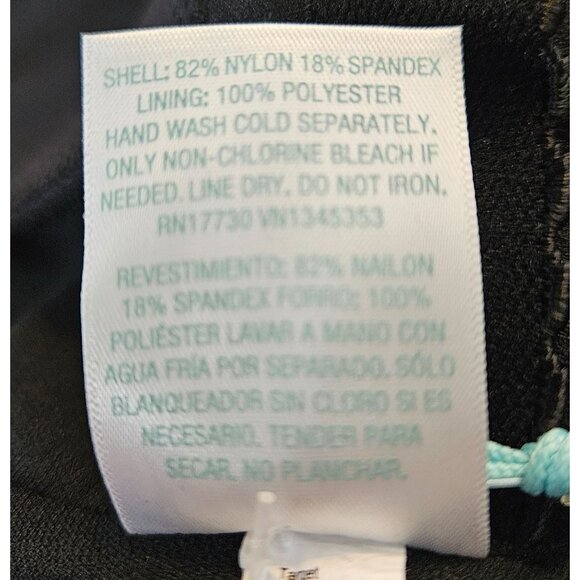 SHELL: 82% NYLON 18% SPANDEX
LINING: 100% POLYESTER
HAND WASH COLD SEPARATELY.
ONLY NON-CHLORINE BLEACH IF
NEEDED. LINE DRY. DO NOT IRON.
RN17730 VN1345353
REVESTIMIENTO: 82% NAILON
18% SPANDEX FORRO: 100%
POLIÉSTER LAVAR A MANO CON
AGUA FRÍA POR SEPARADO. SÓLO
BLANQUEADOR SIN CLORO SI ES
NECESARIO. TENDER PARA
SECAR. NO PLANCHAR.
Target